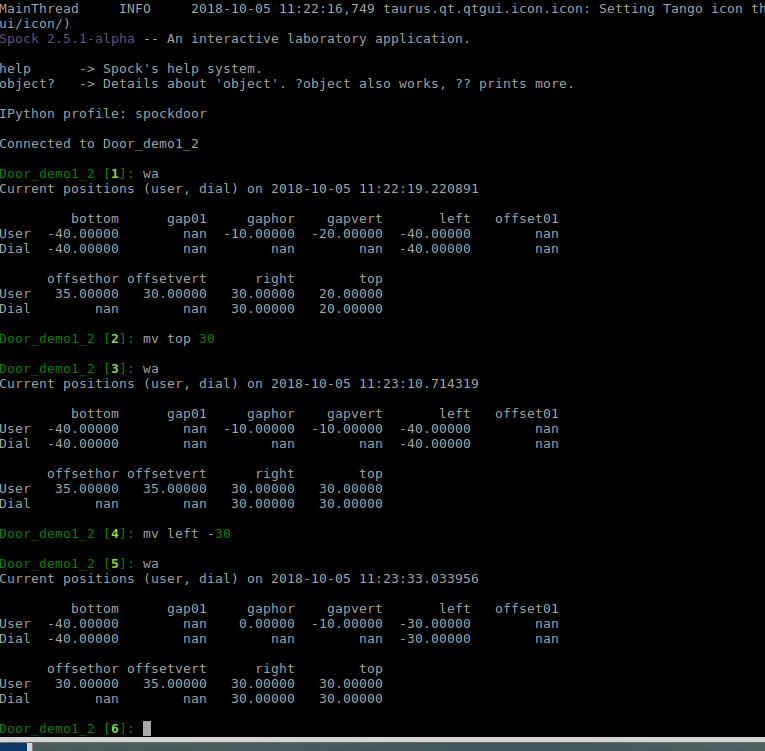 MainThread     INFO     2018-10-05 11:22:16,749 taurus.qt.qtgui.icon.icon: Setting Tango icon th
ui/icon/)
Spock 2.5.1-alpha -- An interactive laboratory application.
help      -> Spock's help system.
object?   -> Details about 'object'. ?object also works, ?? prints more.
IPython profile: spockdoor
Connected to Door_demo1_2
Door_demo1_2 [1]: wa
Current positions (user, dial) on 2018-10-05 11:22:19.220891
         bottom      gap01     gaphor    gapvert       left   offset01
User  -40.00000        nan  -10.00000  -20.00000  -40.00000        nan
Dial  -40.00000        nan        nan        nan  -40.00000        nan
      offsethor offsetvert      right        top
User   35.00000   30.00000   30.00000   20.00000
Dial        nan        nan   30.00000   20.00000
Door_demo1_2 [2]: mv top 30
Door_demo1_2 [3]: wa
Current positions (user, dial) on 2018-10-05 11:23:10.714319
         bottom      gap01     gaphor    gapvert       left   offset01
User  -40.00000        nan  -10.00000  -10.00000  -40.00000        nan
Dial  -40.00000        nan        nan        nan  -40.00000        nan
      offsethor offsetvert      right        top
User   35.00000   35.00000   30.00000   30.00000
Dial        nan        nan   30.00000   30.00000
Door_demo1_2 [4]: mv left -30
Door_demo1_2 [5]: wa
Current positions (user, dial) on 2018-10-05 11:23:33.033956
         bottom      gap01     gaphor    gapvert       left   offset01
User  -40.00000        nan    0.00000  -10.00000  -30.00000        nan
Dial  -40.00000        nan        nan        nan  -30.00000        nan
      offsethor offsetvert      right        top
User   30.00000   35.00000   30.00000   30.00000
Dial        nan        nan   30.00000   30.00000
Door_demo1_2 [6]: